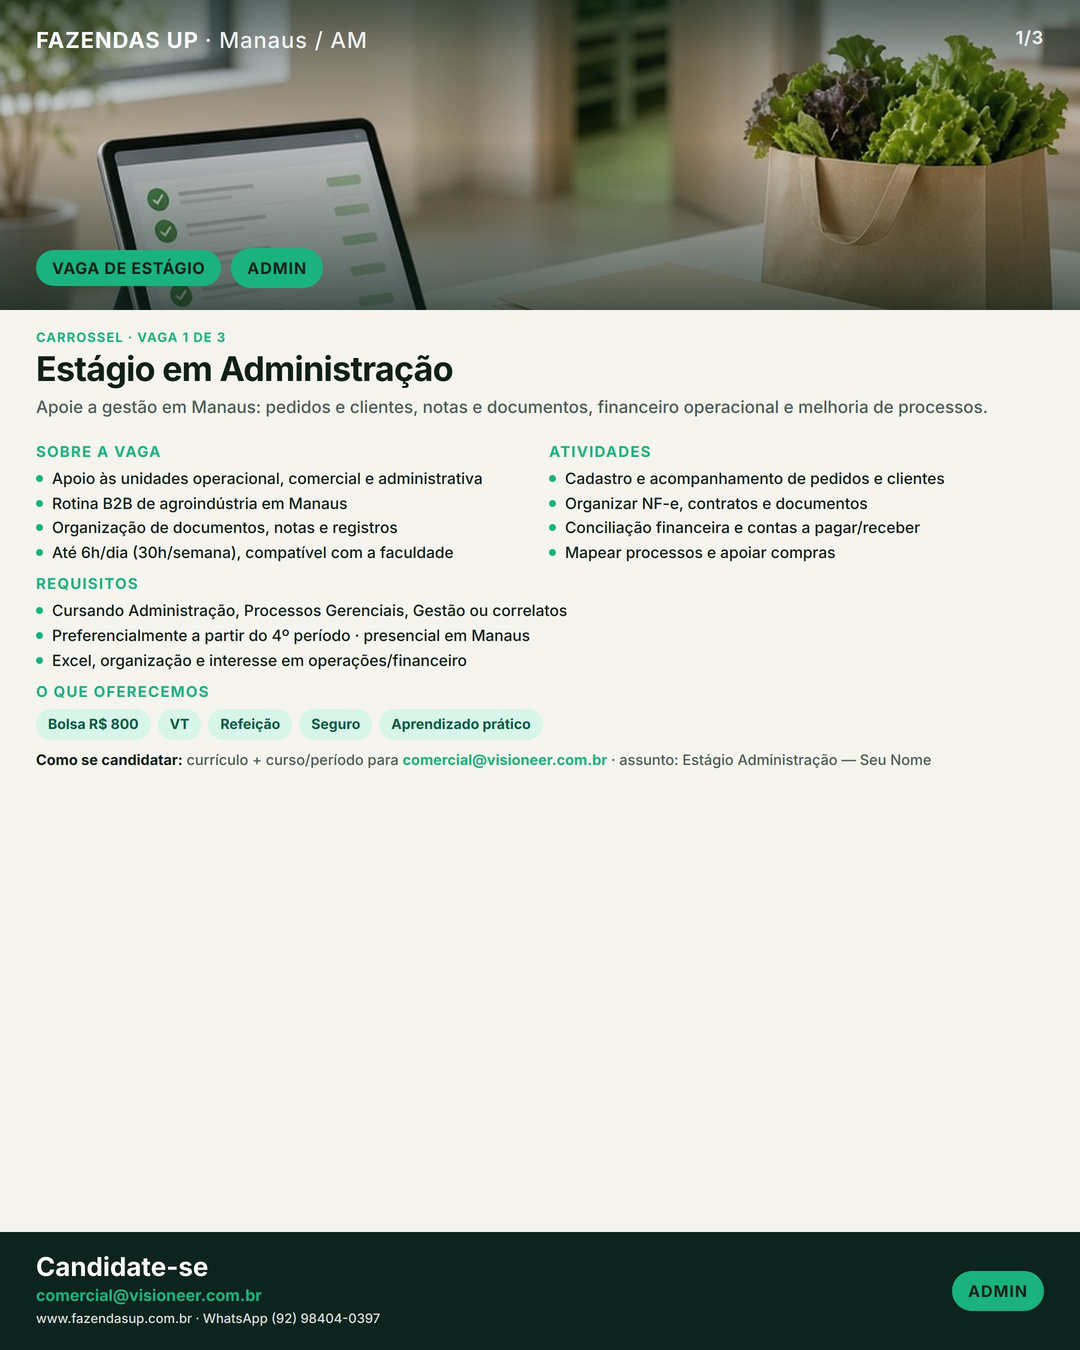 FAZENDAS UP · Manaus / AM
1/3
VAGA DE ESTÁGIO
ADMIN
CARROSSEL · VAGA 1 DE 3
Estágio em Administração
Apoie a gestão em Manaus: pedidos e clientes, notas e documentos, financeiro operacional e melhoria de processos.
SOBRE A VAGA
Apoio às unidades operacional, comercial e administrativa
Rotina B2B de agroindústria em Manaus
Organização de documentos, notas e registros
Até 6h/dia (30h/semana), compatível com a faculdade
ATIVIDADES
Cadastro e acompanhamento de pedidos e clientes
Organizar NF-e, contratos e documentos
Conciliação financeira e contas a pagar/receber
Mapear processos e apoiar compras
REQUISITOS
Cursando Administração, Processos Gerenciais, Gestão ou correlatos
Preferencialmente a partir do 4º período · presencial em Manaus
Excel, organização e interesse em operações/financeiro
O QUE OFERECEMOS
Bolsa R$ 800
VT
Refeição
Seguro
Aprendizado prático
Como se candidatar: currículo + curso/período para comercial@visioneer.com.br · assunto: Estágio Administração — Seu Nome
Candidate-se
comercial@visioneer.com.br
www.fazendasup.com.br · WhatsApp (92) 98404-0397
ADMIN